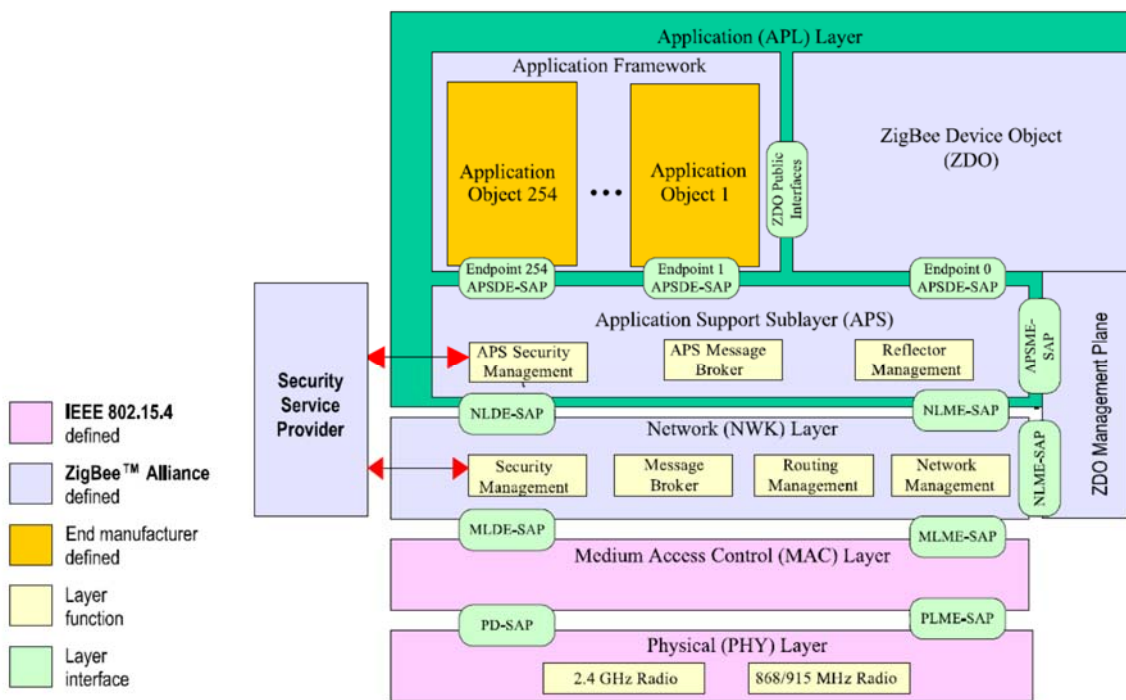 Application (APL) Layer
Application Framework
Application
Object 254
Application
Object 1
ZDO Public
Interfaces
ZigBee Device Object
(ZDO)
Endpoint 254
APSDE-SAP
Endpoint 1
APSDE-SAP
Endpoint 0
APSDE-SAP
Application Support Sublayer (APS)
APS Security
Management
APS Message
Broker
Reflector
Management
APSME-
SAP
Security
Service
Provider
NLDE-SAP
NLME-SAP
Network (NWK) Layer
Security
Management
Message
Broker
Routing
Management
Network
Management
NLME-SAP
ZDO Management Plane
MLDE-SAP
MLME-SAP
Medium Access Control (MAC) Layer
PD-SAP
PLME-SAP
Physical (PHY) Layer
2.4 GHz Radio
868/915 MHz Radio
IEEE 802.15.4
defined
ZigBee™ Alliance
defined
End manufacturer
defined
Layer
function
Layer
interface